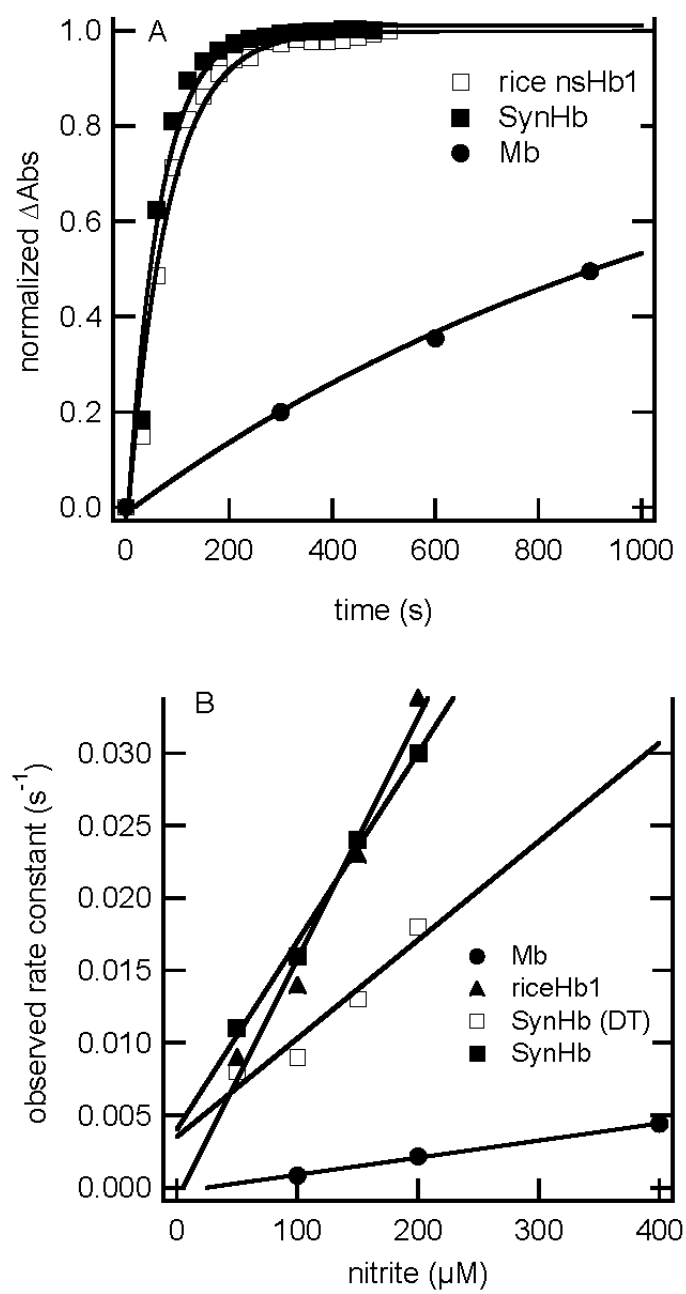 A
1.0
0.8
0.6
0.4
0.2
0.0
normalized ΔAbs
rice nsHb1
SynHb
Mb
0 200 400 600 800 1000
time (s)
B
0.030
0.025
0.020
0.015
0.010
0.005
0.000
observed rate constant (s⁻¹)
Mb
riceHb1
SynHb (DT)
SynHb
0 100 200 300 400
nitrite (µM)